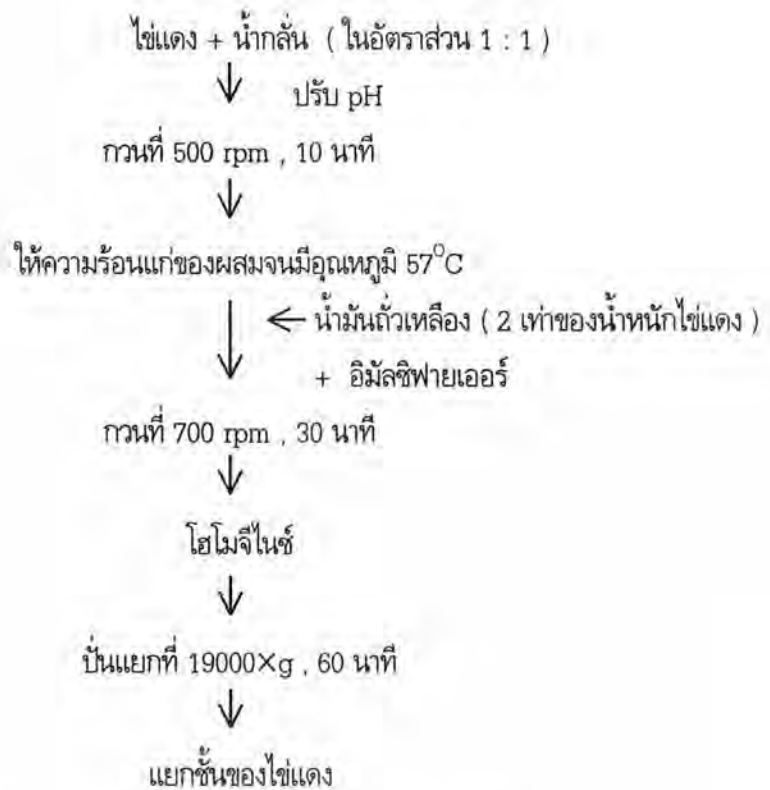 ไข่แดง + น้ำกลั่น ( ในอัตราส่วน 1 : 1 )
ปรับ pH
กวนที่ 500 rpm , 10 นาที
ให้ความร้อนแก่ของผสมจนมีอุณหภูมิ 57⁰C
น้ำมันถั่วเหลือง ( 2 เท่าของน้ำหนักไข่แดง )
+ อิมัลซิฟายเออร์
กวนที่ 700 rpm , 30 นาที
โฮโมจีไนซ์
ปั่นแยกที่ 19000×g , 60 นาที
แยกชั้นของไข่แดง